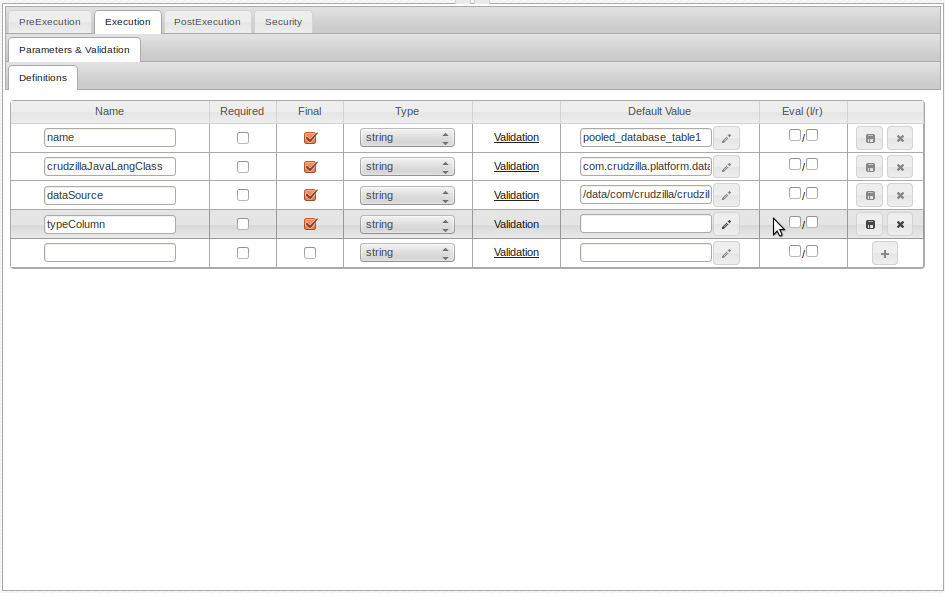 PreExecution Execution PostExecution Security
Parameters & Validation
Definitions
Name Required Final Type Default Value Eval (l/r)
name string Validation pooled_database_table1 /
crudzillaJavaLangClass string Validation com.crudzilla.platform.data /
dataSource string Validation /data/com/crudzilla/crudzil /
typeColumn string Validation /
string Validation /